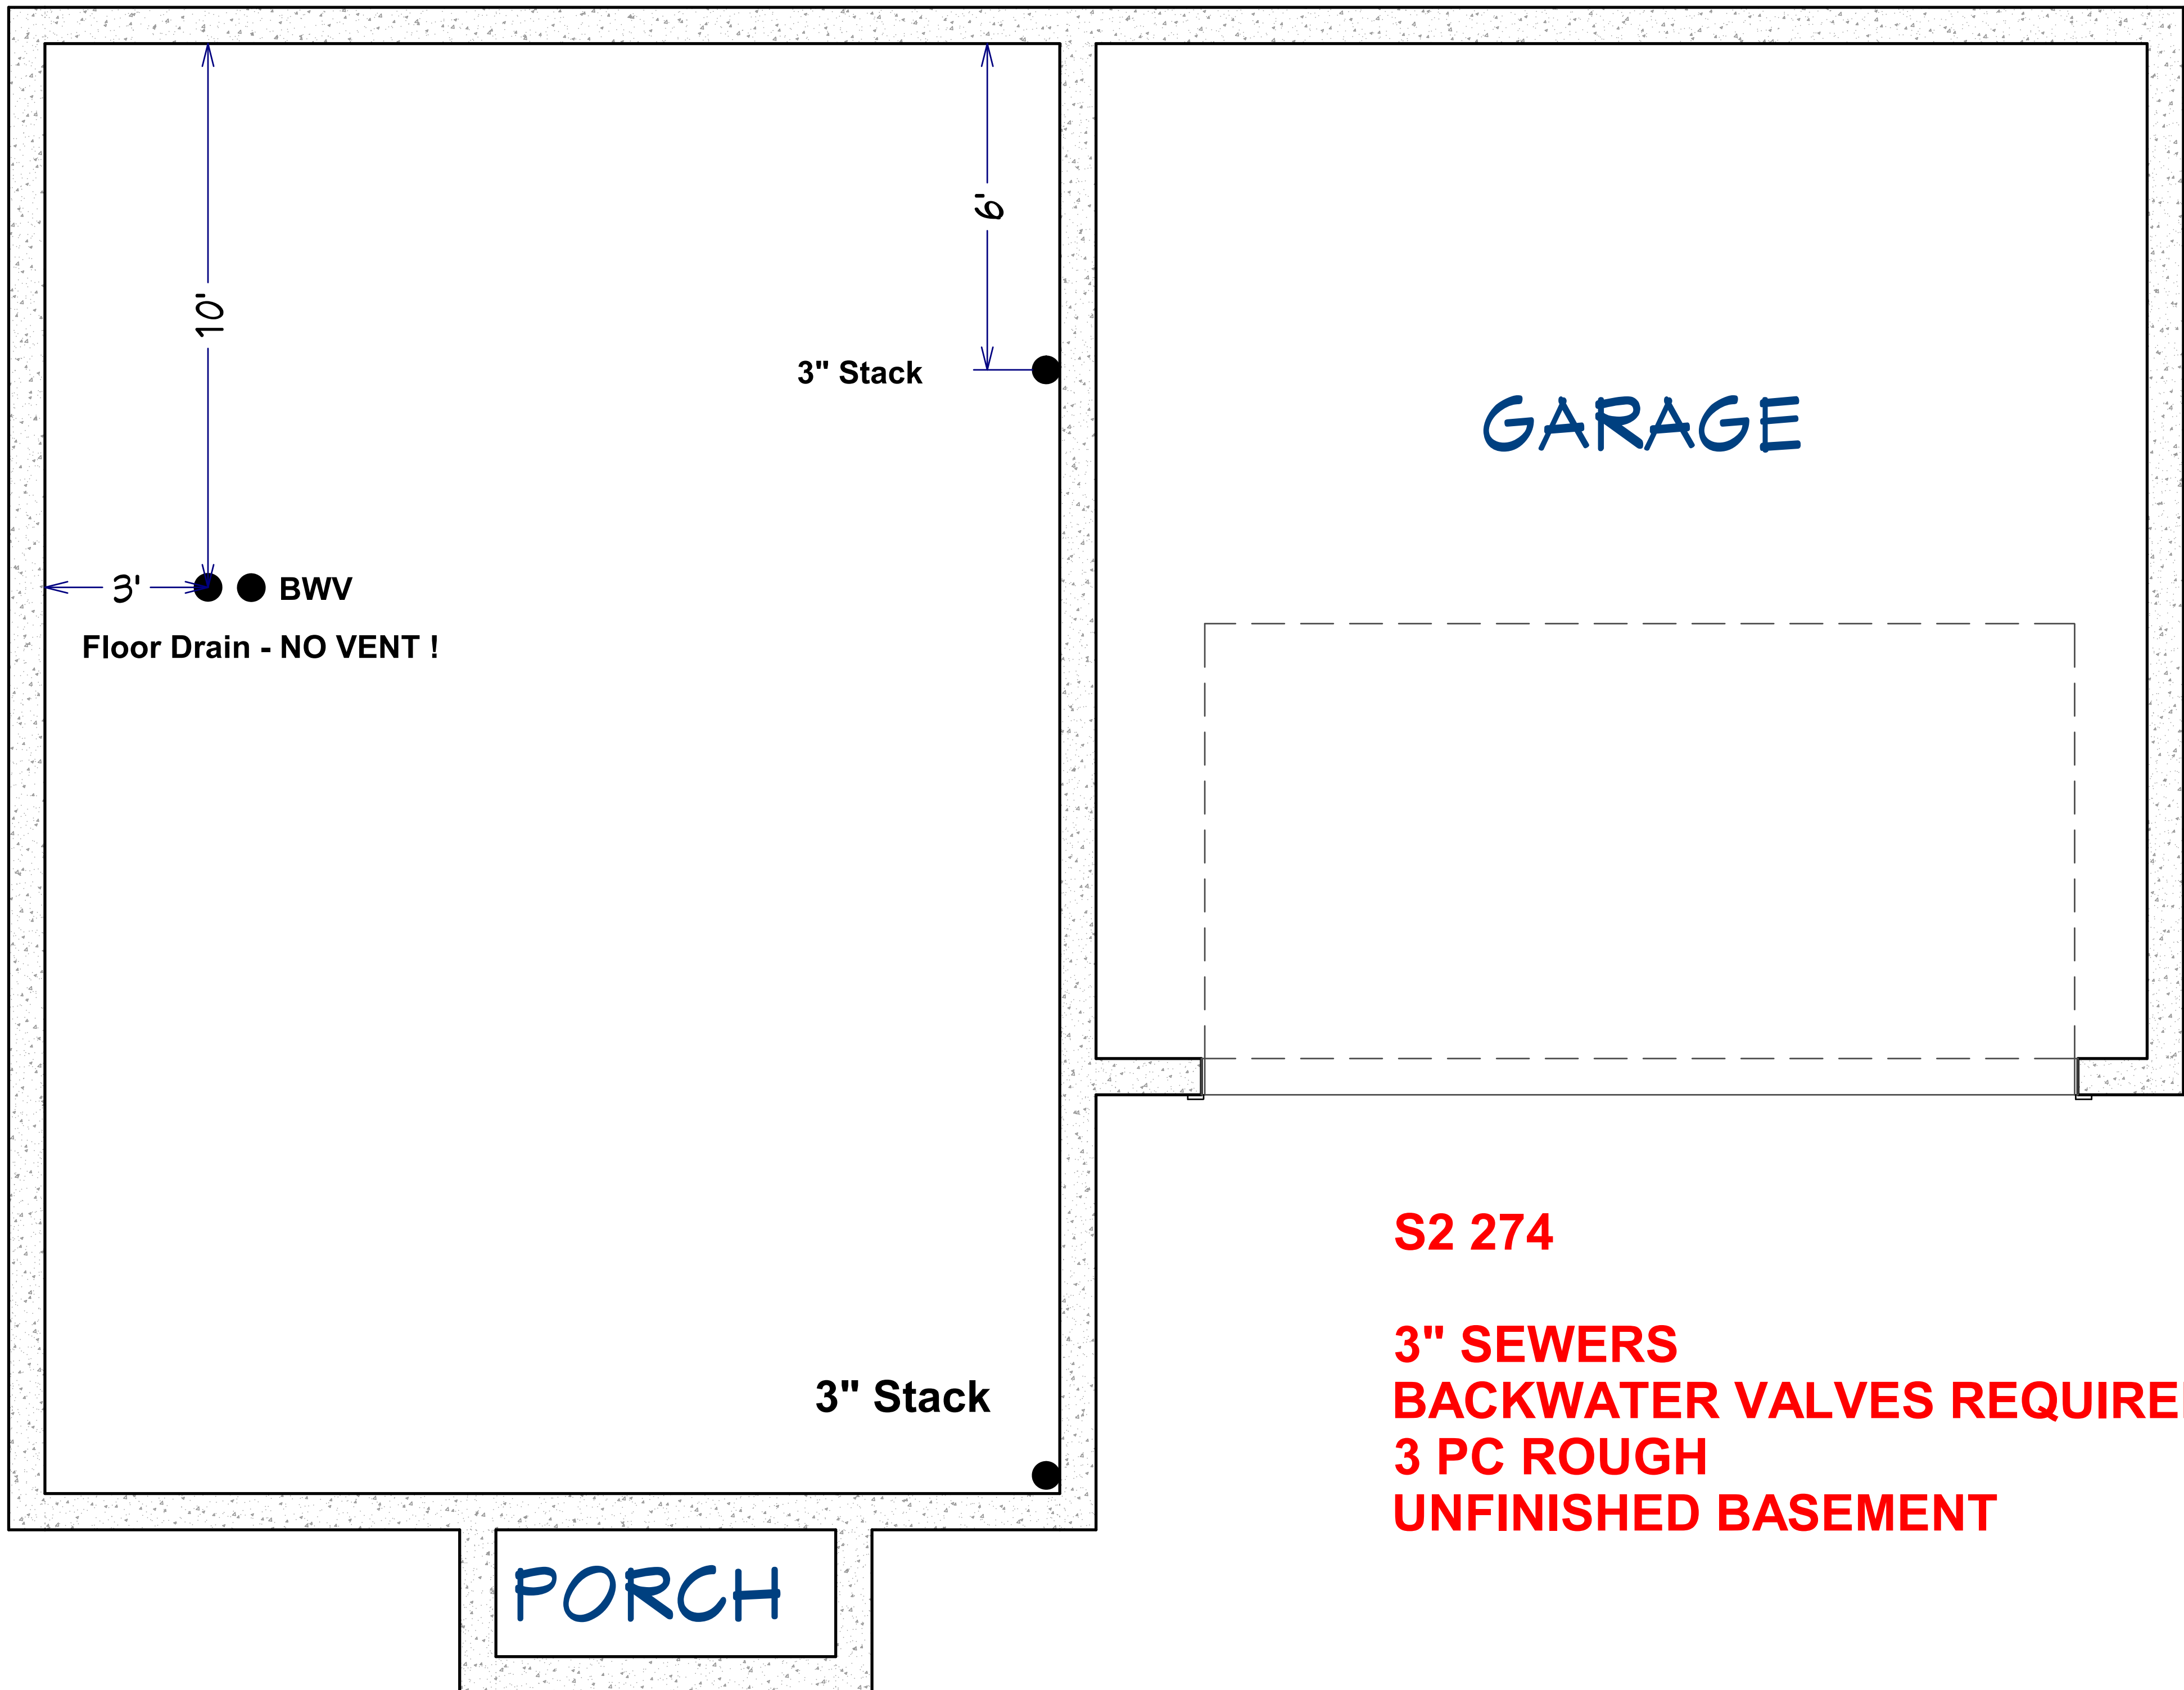 6'
10'
3" Stack
GARAGE
3'
BWV
Floor Drain - NO VENT !
S2 274
3" SEWERS
3" Stack
BACKWATER VALVES REQUIRE
3 PC ROUGH
UNFINISHED BASEMENT
PORCH